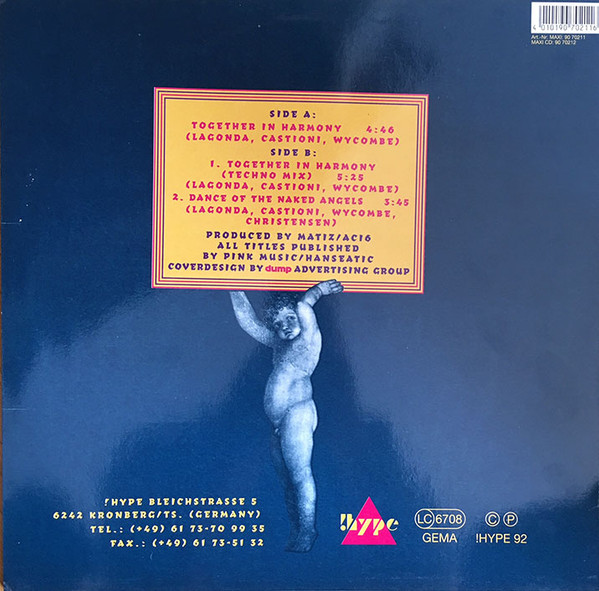 4 010190 702116
Art.-Nr. MAXI: 90 70211
MAXI CD: 90 70212
SIDE A:
TOGETHER IN HARMONY 4:46
(LAGONDA, CASTIONI, WYCOMBE)
SIDE B:
1. TOGETHER IN HARMONY
(TECHNO MIX) 5:25
(LAGONDA, CASTIONI, WYCOMBE)
2. DANCE OF THE NAKED ANGELS 3:45
(LAGONDA, CASTIONI, WYCOMBE,
CHRISTENSEN)
PRODUCED BY MATIZ/AC16
ALL TITLES PUBLISHED
BY PINK MUSIC/HANSEATIC
COVERDESIGN BY dump ADVERTISING GROUP
!HYPE BLEICHSTRASSE 5
6242 KRONBERG/TS. (GERMANY)
TEL.: (+49) 61 73-70 99 35
FAX.: (+49) 61 73-51 32
!hype
LC 6708
GEMA
© ℗
!HYPE 92